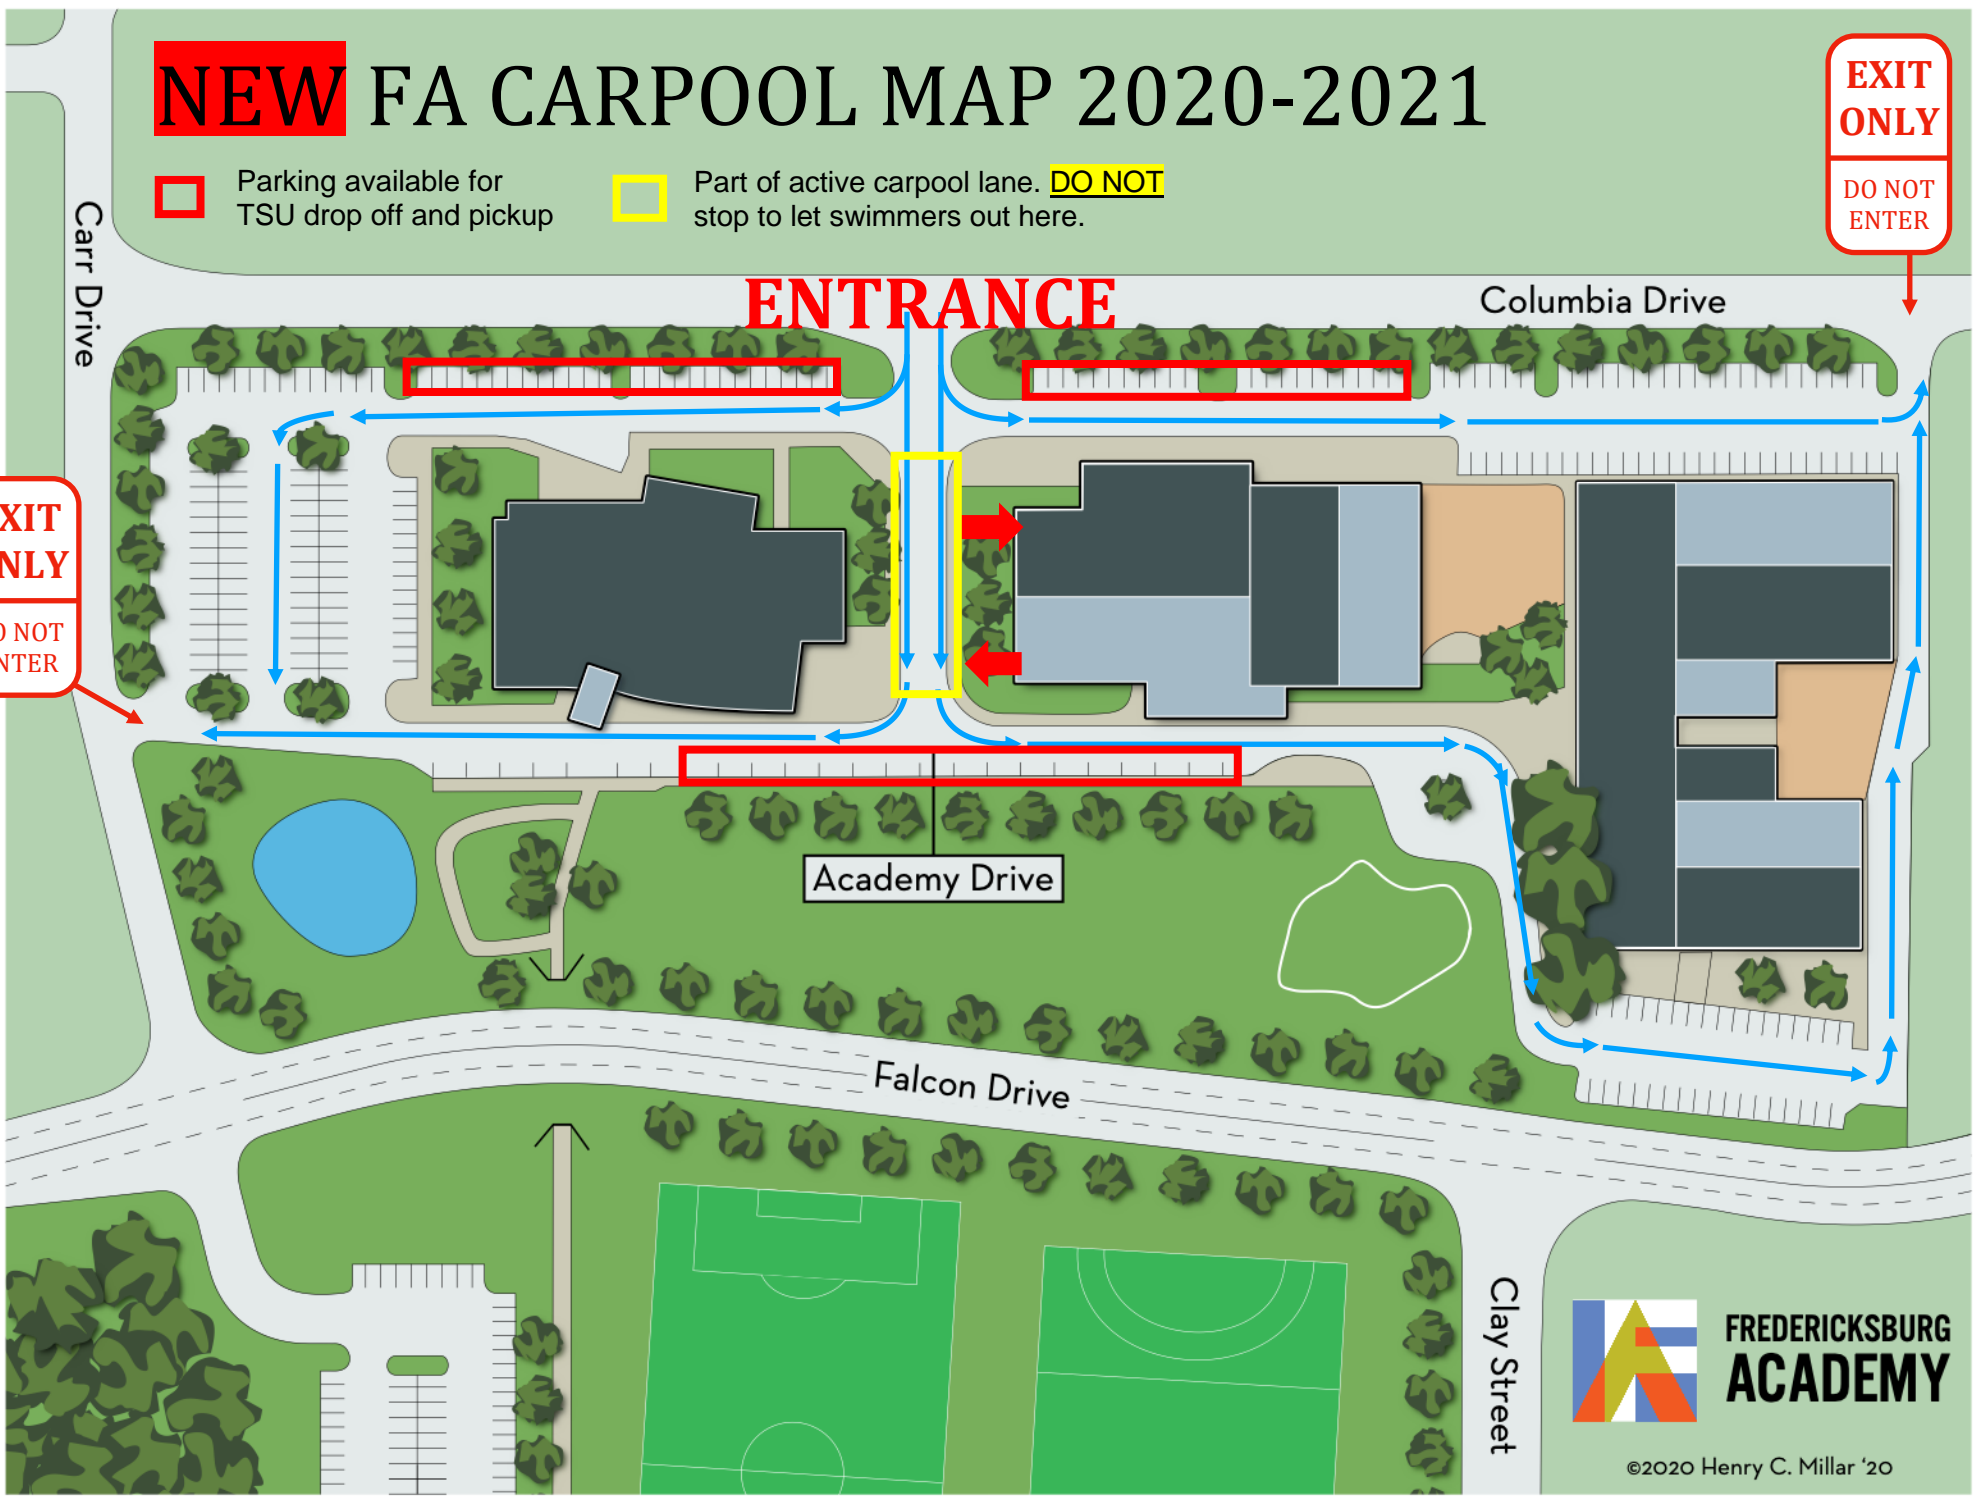 NEW FA CARPOOL MAP 2020-2021
Parking available for
TSU drop off and pickup
Part of active carpool lane. DO NOT
stop to let swimmers out here.
EXIT
ONLY
DO NOT
ENTER
Carr Drive
ENTRANCE
Columbia Drive
XIT
NLY
O NOT
NTER
Academy Drive
Falcon Drive
Clay Street
FREDERICKSBURG
ACADEMY
©2020 Henry C. Millar '20